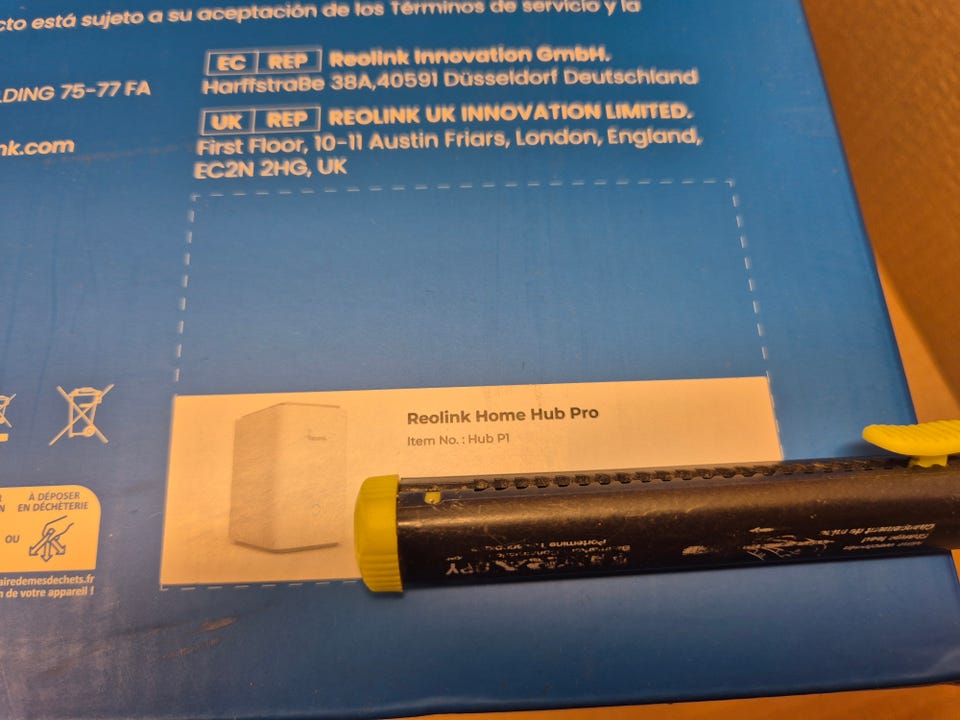 cto está sujeto a su aceptación de los Términos de servicio y la
EC REP Reolink Innovation GmbH.
Harffstraße 38A,40591 Düsseldorf Deutschland
LDING 75-77 FA
UK REP REOLINK UK INNOVATION LIMITED.
nk.com
First Floor, 10-11 Austin Friars, London, England,
EC2N 2HG, UK
Reolink Home Hub Pro
Item No. : Hub P1
À DÉPOSER
EN DÉCHÈTERIE
OU
airedemesdechets.fr
n de votre appareil !
Changement de mine